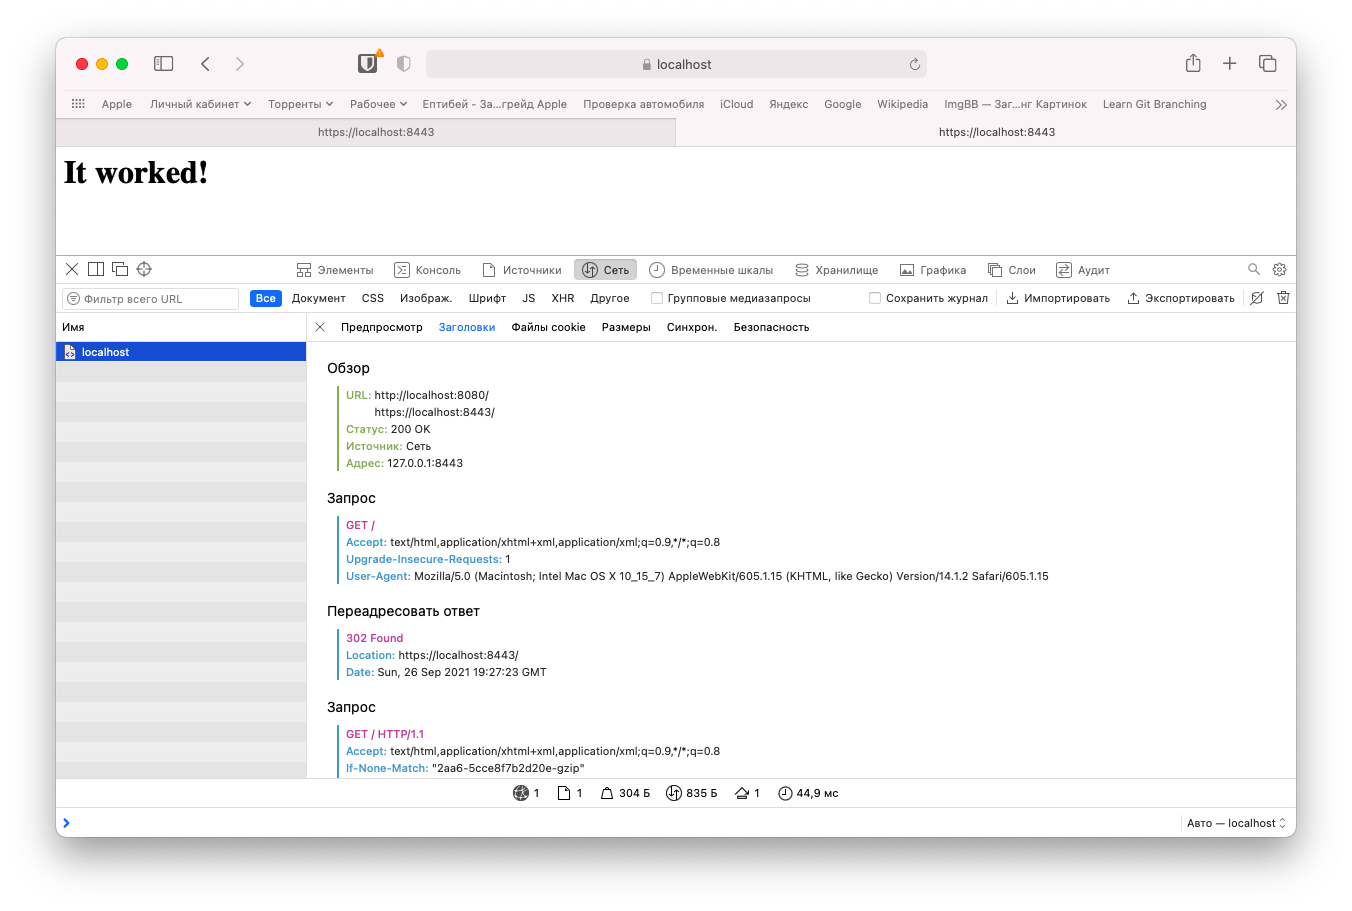 localhost
Apple Личный кабинет Торренты Рабочее Ептибей - За...грейд Apple Проверка автомобиля iCloud Яндекс Google Wikipedia ImgBB — Заг...нг Картинок Learn Git Branching
https://localhost:8443 https://localhost:8443
It worked!
Элементы Консоль Источники Сеть Временные шкалы Хранилище Графика Слои Аудит
Фильтр всего URL Все Документ CSS Изображ. Шрифт JS XHR Другое Групповые медиазапросы Сохранить журнал Импортировать Экспортировать
Имя Предпросмотр Заголовки Файлы cookie Размеры Синхрон. Безопасность
localhost
Обзор
URL: http://localhost:8080/
https://localhost:8443/
Статус: 200 OK
Источник: Сеть
Адрес: 127.0.0.1:8443
Запрос
GET /
Accept: text/html,application/xhtml+xml,application/xml;q=0.9,*/*;q=0.8
Upgrade-Insecure-Requests: 1
User-Agent: Mozilla/5.0 (Macintosh; Intel Mac OS X 10_15_7) AppleWebKit/605.1.15 (KHTML, like Gecko) Version/14.1.2 Safari/605.1.15
Переадресовать ответ
302 Found
Location: https://localhost:8443/
Date: Sun, 26 Sep 2021 19:27:23 GMT
Запрос
GET / HTTP/1.1
Accept: text/html,application/xhtml+xml,application/xml;q=0.9,*/*;q=0.8
If-None-Match: "2aa6-5cce8f7b2d20e-gzip"
1 1 304 Б 835 Б 1 44,9 мс
Авто — localhost